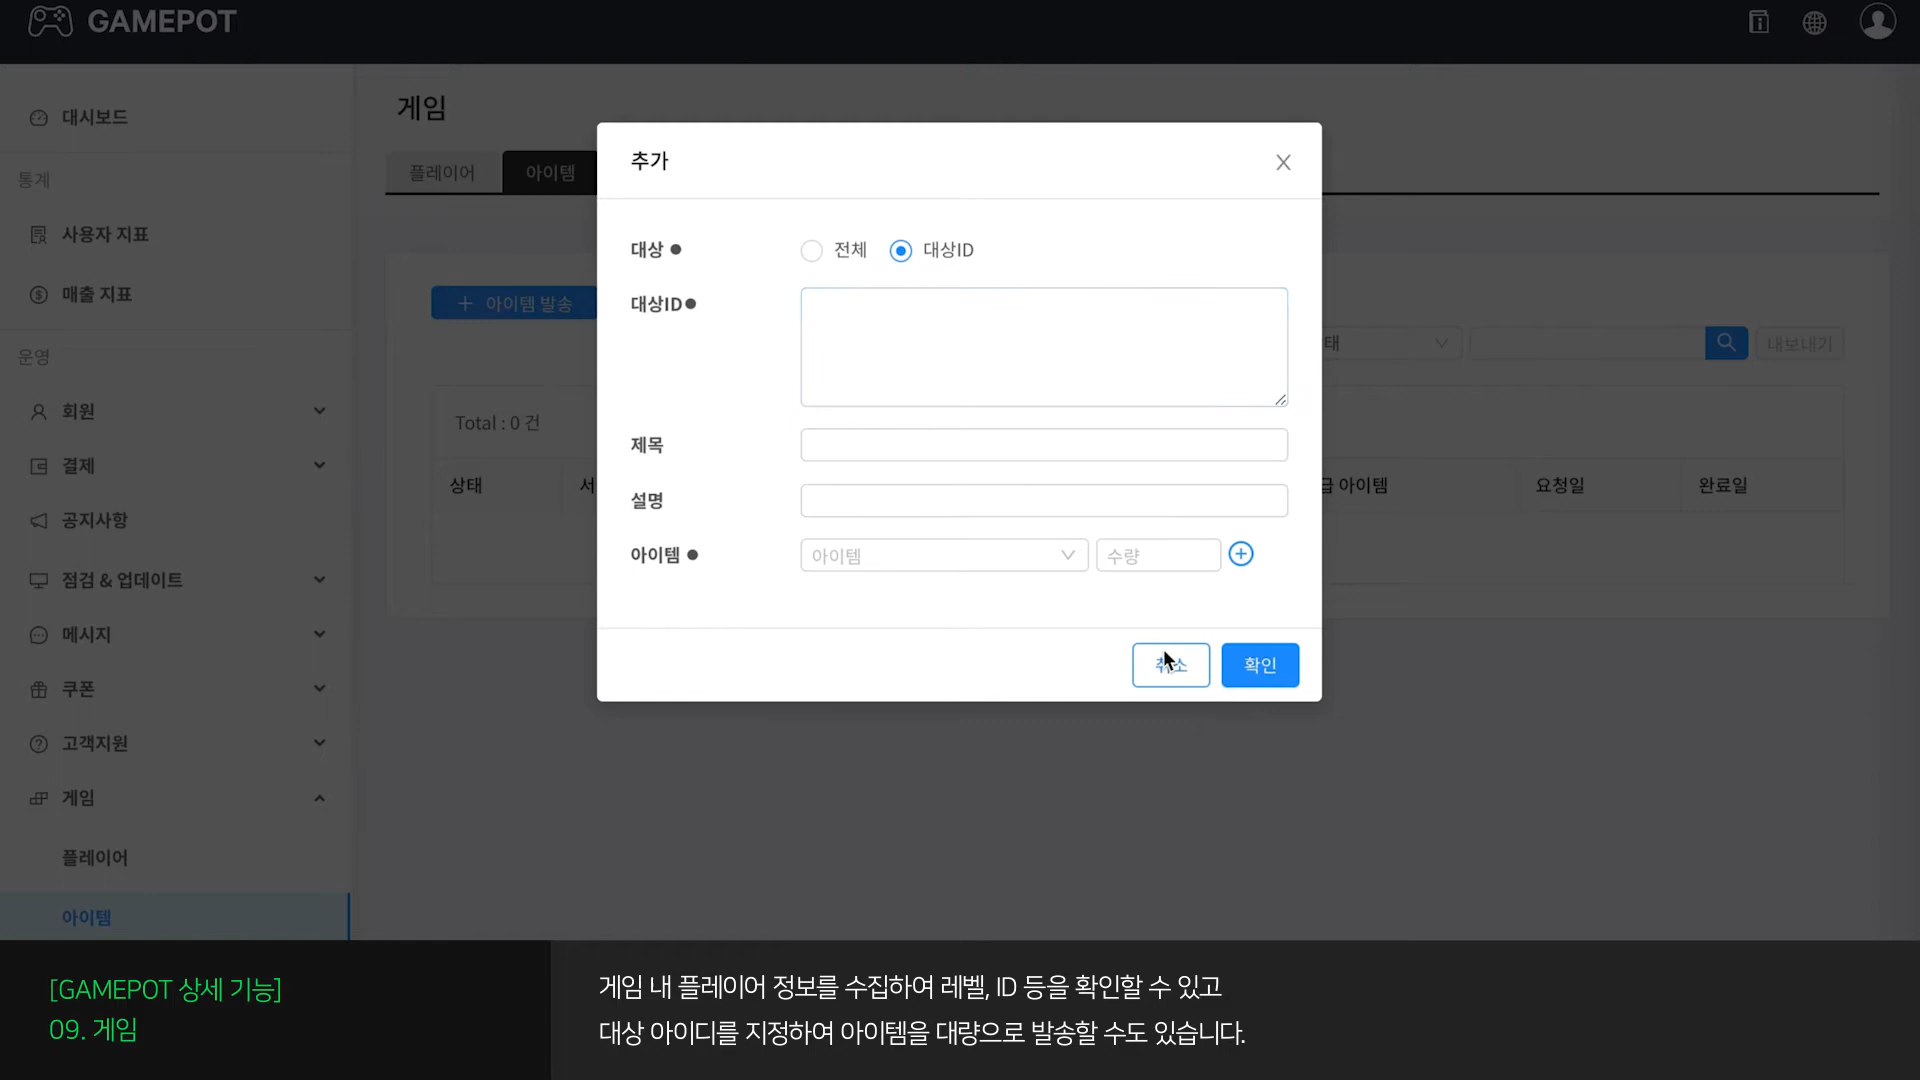 GAMEPOT
대시보드
통계
사용자 지표
매출 지표
운영
회원
결제
공지사항
점검 & 업데이트
메시지
쿠폰
고객지원
게임
플레이어
아이템
게임
플레이어
아이템
+ 아이템 발송
태
내보내기
Total : 0 건
상태
서
급 아이템
요청일
완료일
추가
대상
전체
대상ID
대상ID
제목
설명
아이템
아이템
수량
취소
확인
[GAMEPOT 상세 기능]
09. 게임
게임 내 플레이어 정보를 수집하여 레벨, ID 등을 확인할 수 있고
대상 아이디를 지정하여 아이템을 대량으로 발송할 수도 있습니다.